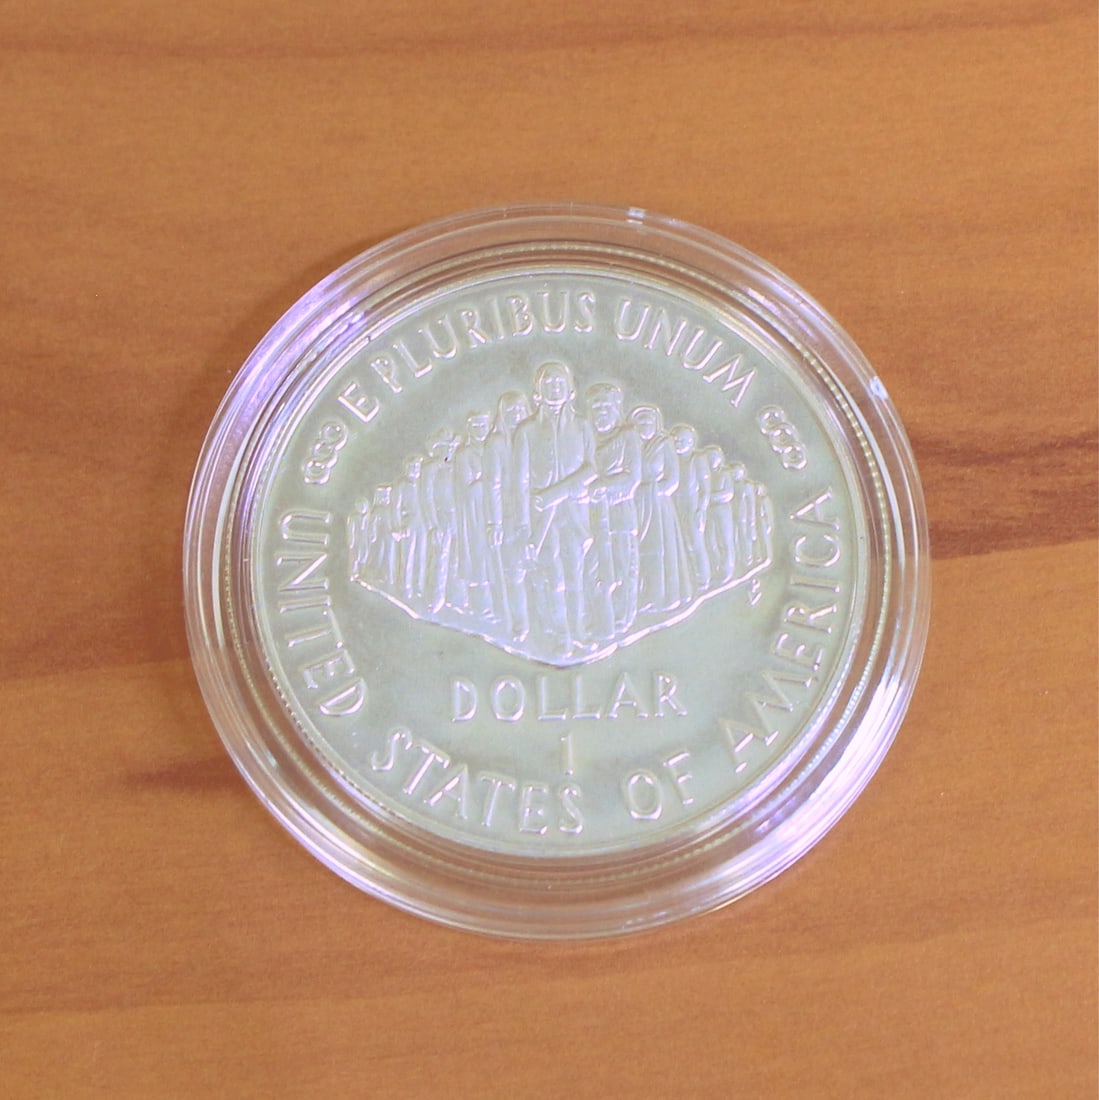 E PLURIBUS UNUM
DOLLAR
1
UNITED STATES OF AMERICA